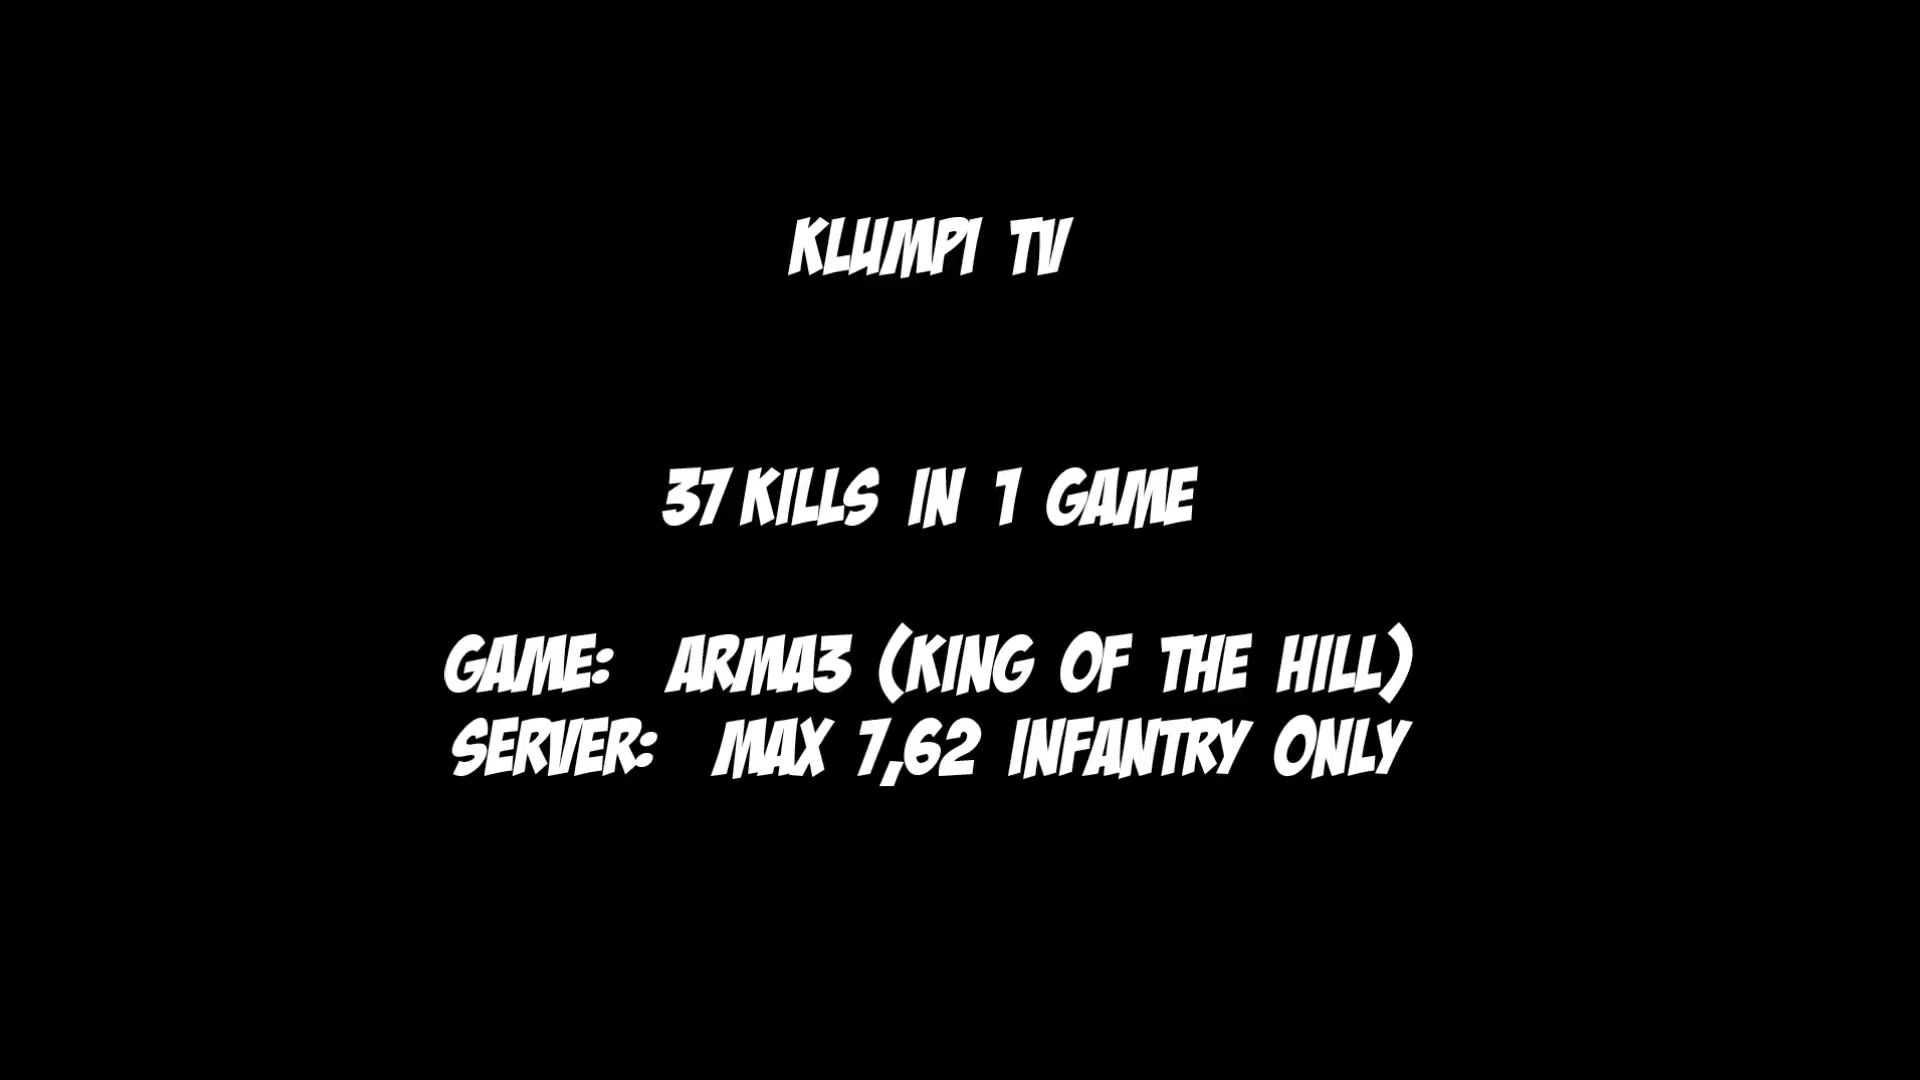 KLUMPI TV
37 KILLS IN 1 GAME
GAME: ARMA3 (KING OF THE HILL)
SERVER: MAX 7,62 INFANTRY ONLY